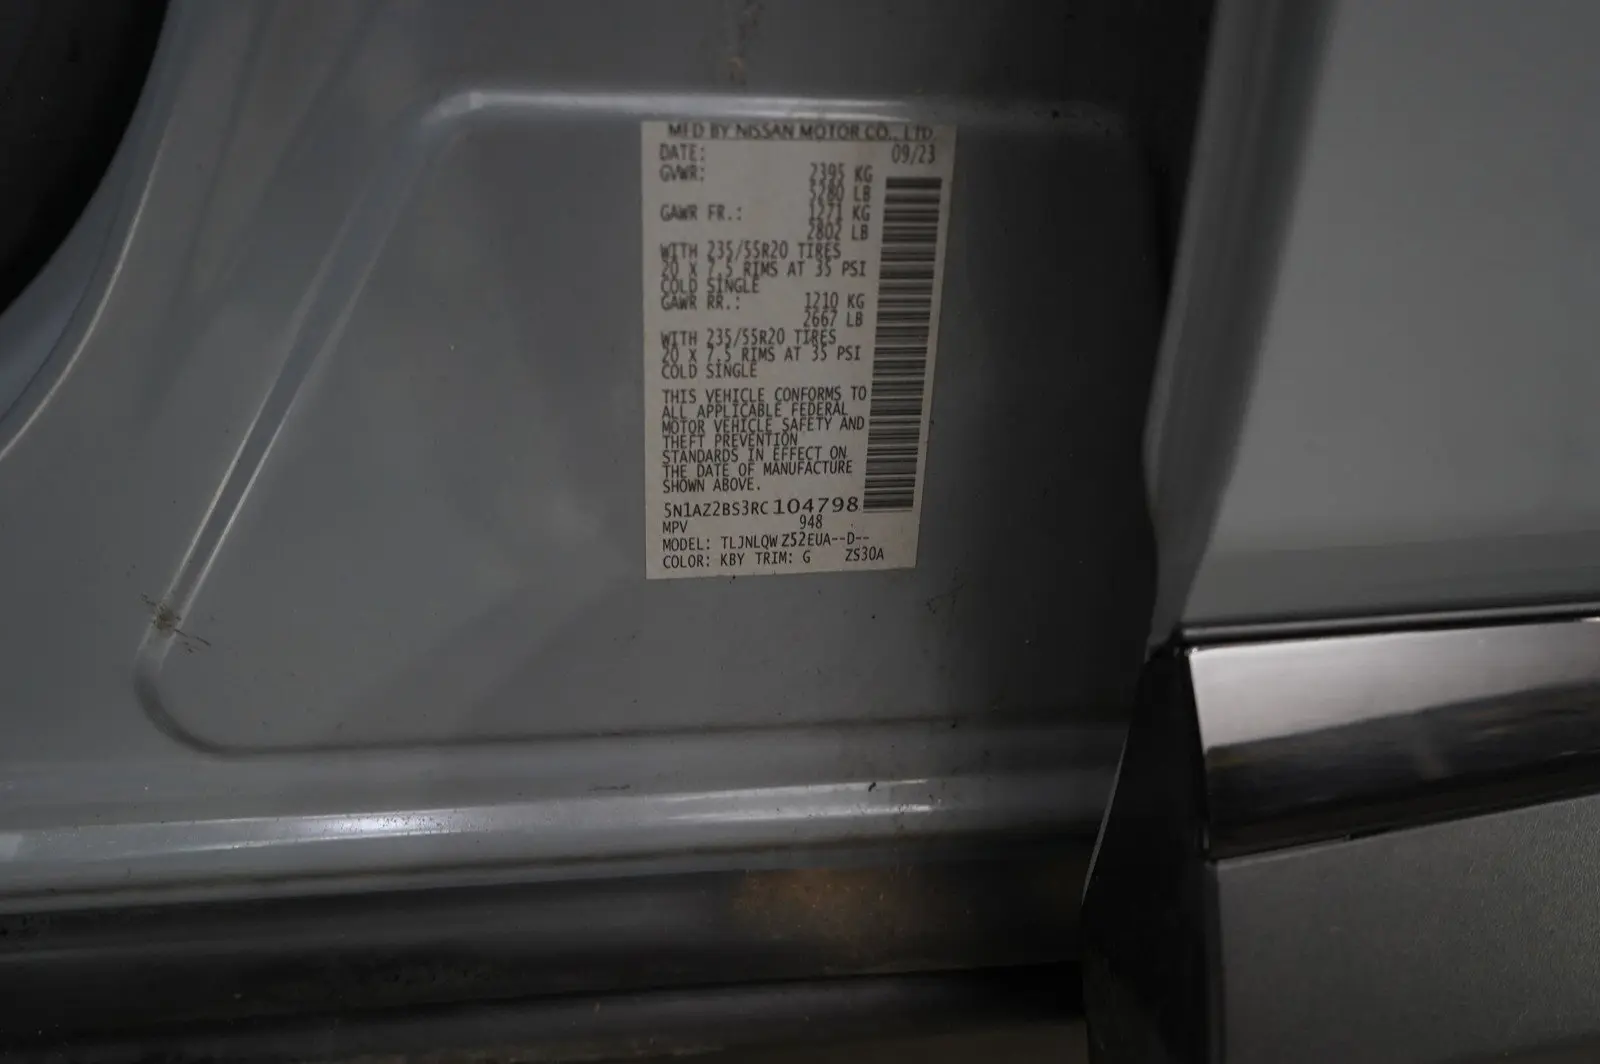 MFD BY NISSAN MOTOR CO., LTD.
DATE: 09/23
GVWR: 2395 KG
5280 LB
GAWR FR.: 1271 KG
2802 LB
WITH 235/55R20 TIRES
20 X 7.5 RIMS AT 35 PSI
COLD SINGLE
GAWR RR.: 1210 KG
2667 LB
WITH 235/55R20 TIRES
20 X 7.5 RIMS AT 35 PSI
COLD SINGLE
THIS VEHICLE CONFORMS TO
ALL APPLICABLE FEDERAL
MOTOR VEHICLE SAFETY AND
THEFT PREVENTION
STANDARDS IN EFFECT ON
THE DATE OF MANUFACTURE
SHOWN ABOVE.
5N1AZ2BS3RC104798
MPV 948
MODEL: TLJNLQW Z52EUA--D--
COLOR: KBY TRIM: G ZS30A